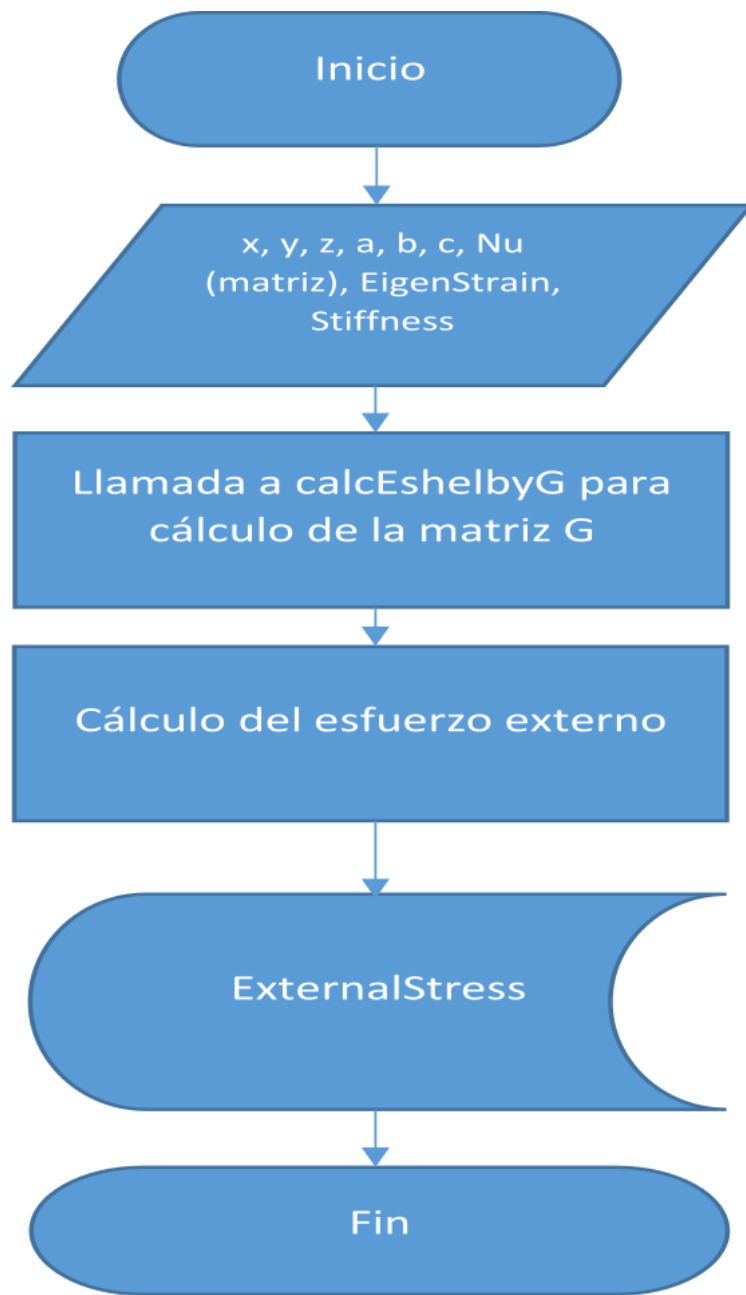 Inicio
x, y, z, a, b, c, Nu
(matriz), EigenStrain,
Stiffness
Llamada a calcEshelbyG para
cálculo de la matriz G
Cálculo del esfuerzo externo
ExternalStress
Fin